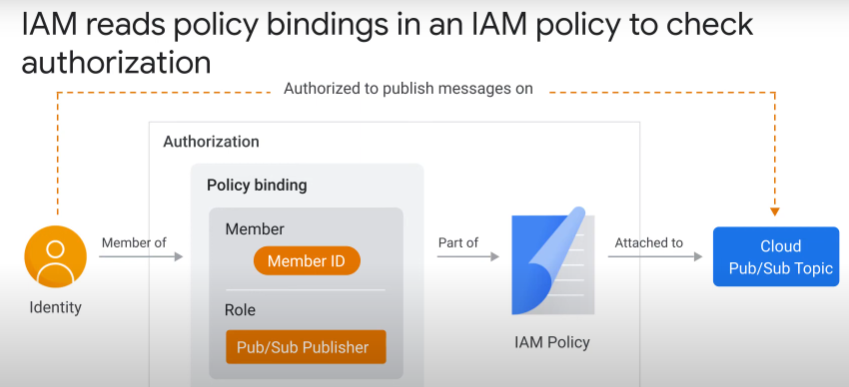 IAM reads policy bindings in an IAM policy to check
authorization
Authorized to publish messages on
Authorization
Policy binding
Member
Member ID
Role
Pub/Sub Publisher
Identity
Member of
Part of
IAM Policy
Attached to
Cloud
Pub/Sub Topic